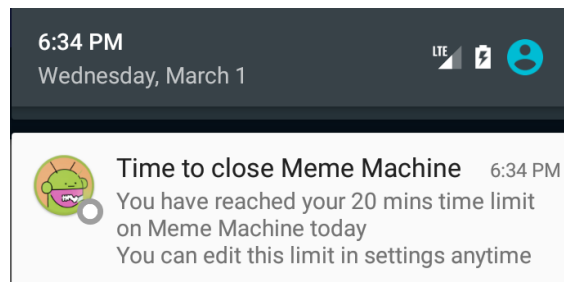 6:34 PM
Wednesday, March 1
LTE
Time to close Meme Machine 6:34 PM
You have reached your 20 mins time limit
on Meme Machine today
You can edit this limit in settings anytime